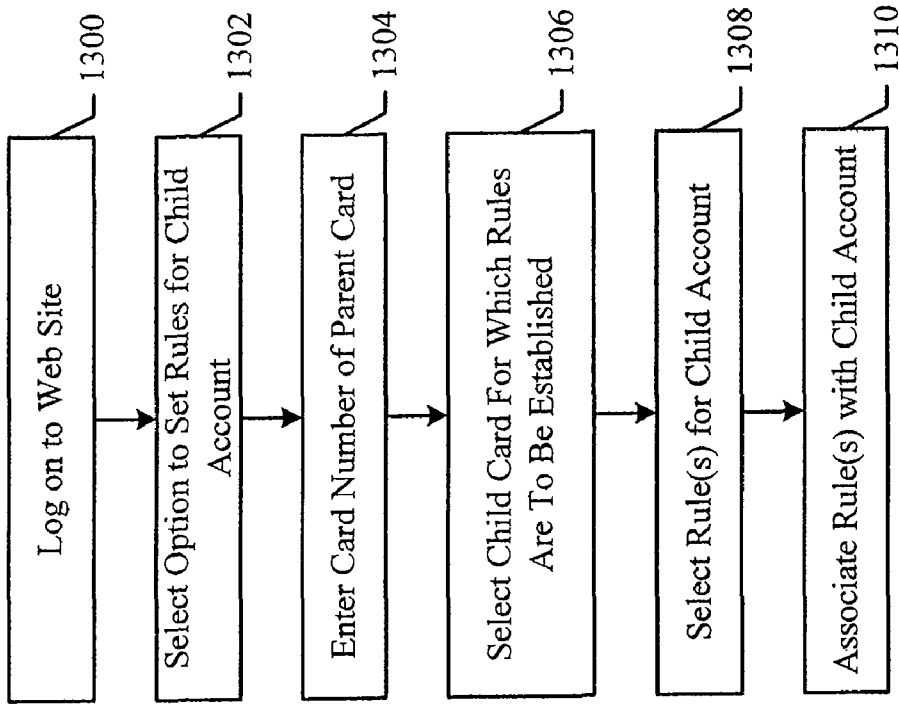 Log on to Web Site
1300
Select Option to Set Rules for Child
Account
1302
Enter Card Number of Parent Card
1304
Select Child Card For Which Rules
Are To Be Established
1306
Select Rule(s) for Child Account
1308
Associate Rule(s) with Child Account
1310